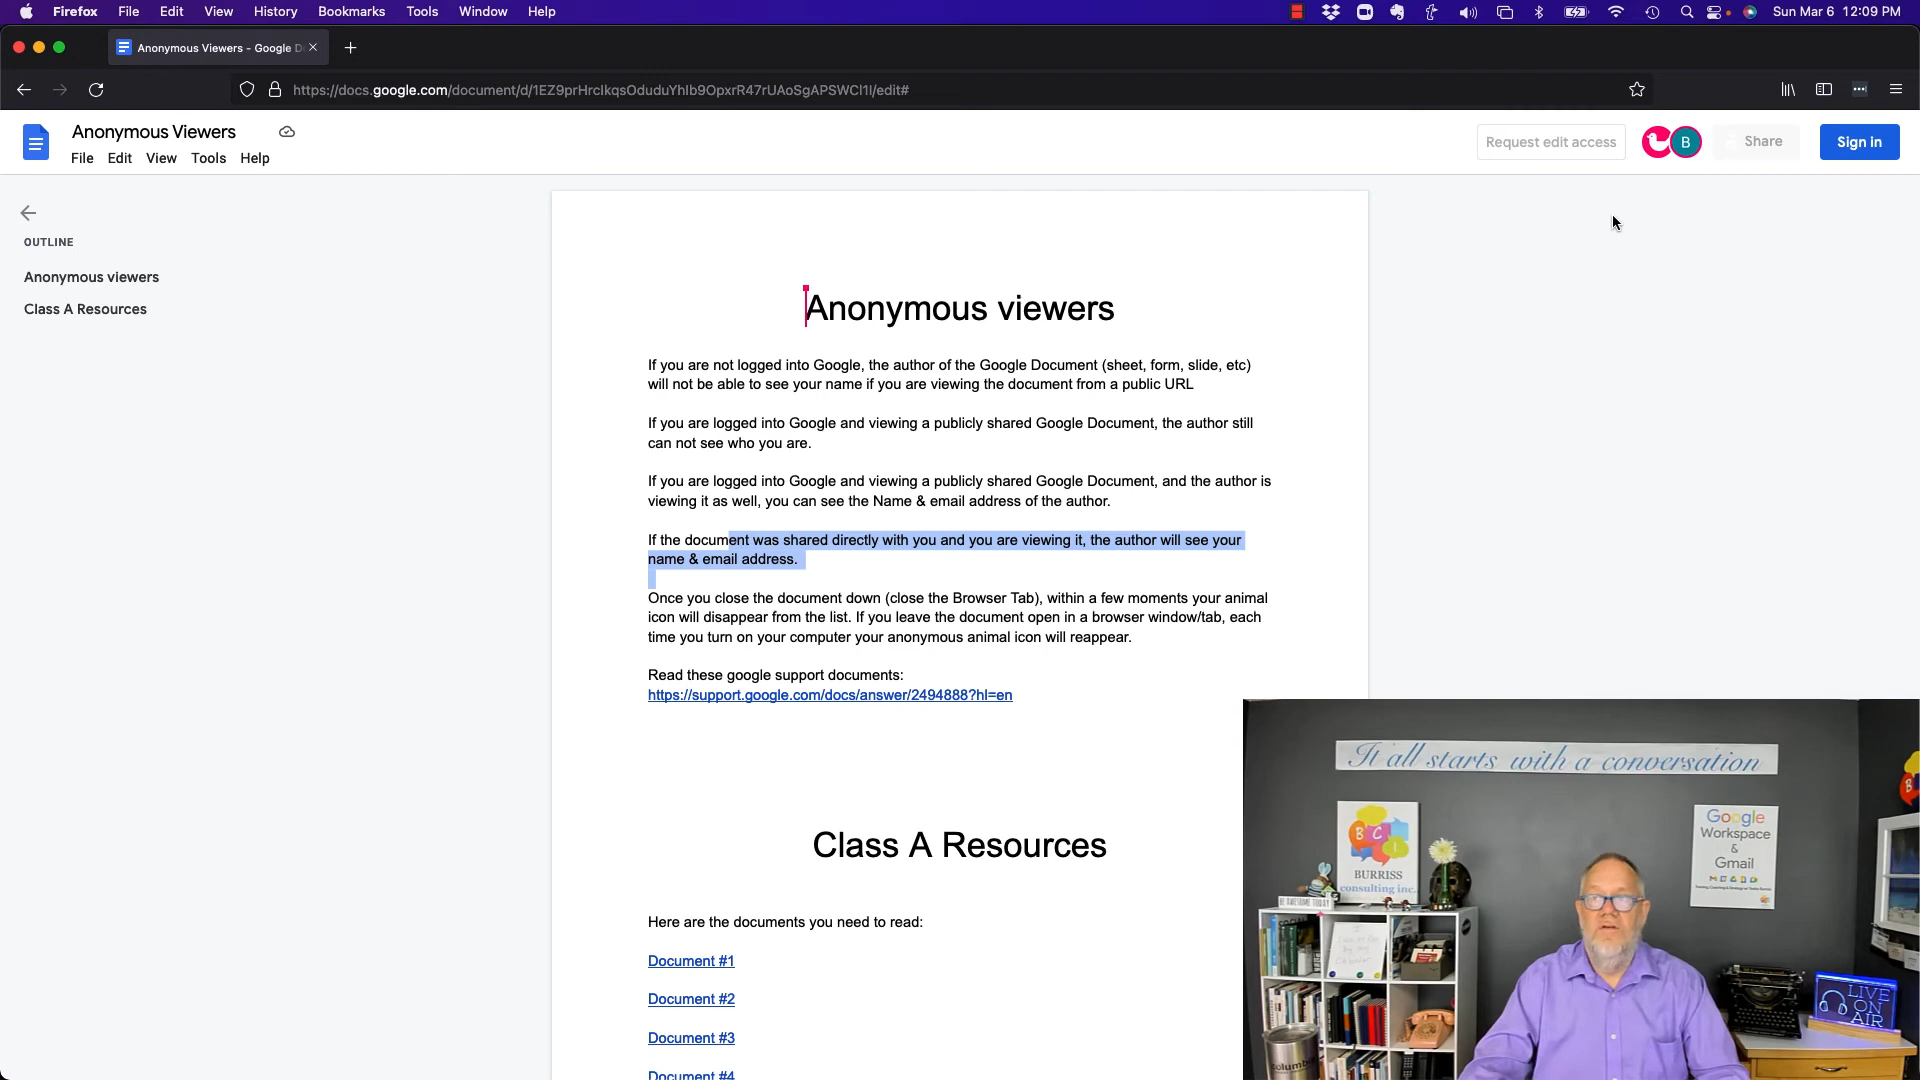 Firefox File Edit View History Bookmarks Tools Window Help
Sun Mar 6 12:09 PM
Anonymous Viewers - Google D
https://docs.google.com/document/d/1EZ9prHrclkqsOduduYhlb9OpxrR47rUAoSgAPSWCl1l/edit#
Anonymous Viewers
File Edit View Tools Help
Request edit access
B
Share
Sign in
OUTLINE
Anonymous viewers
Class A Resources
Anonymous viewers
If you are not logged into Google, the author of the Google Document (sheet, form, slide, etc)
will not be able to see your name if you are viewing the document from a public URL
If you are logged into Google and viewing a publicly shared Google Document, the author still
can not see who you are.
If you are logged into Google and viewing a publicly shared Google Document, and the author is
viewing it as well, you can see the Name & email address of the author.
If the document was shared directly with you and you are viewing it, the author will see your
name & email address.
Once you close the document down (close the Browser Tab), within a few moments your animal
icon will disappear from the list. If you leave the document open in a browser window/tab, each
time you turn on your computer your anonymous animal icon will reappear.
Read these google support documents:
https://support.google.com/docs/answer/2494888?hl=en
Class A Resources
Here are the documents you need to read:
Document #1
Document #2
Document #3
Document #4
It all starts with a conversation
B C I
BURRISS
consulting inc.
Google
Workspace
&
Gmail
BE AWESOME TODAY
LIVE
ON
AIR